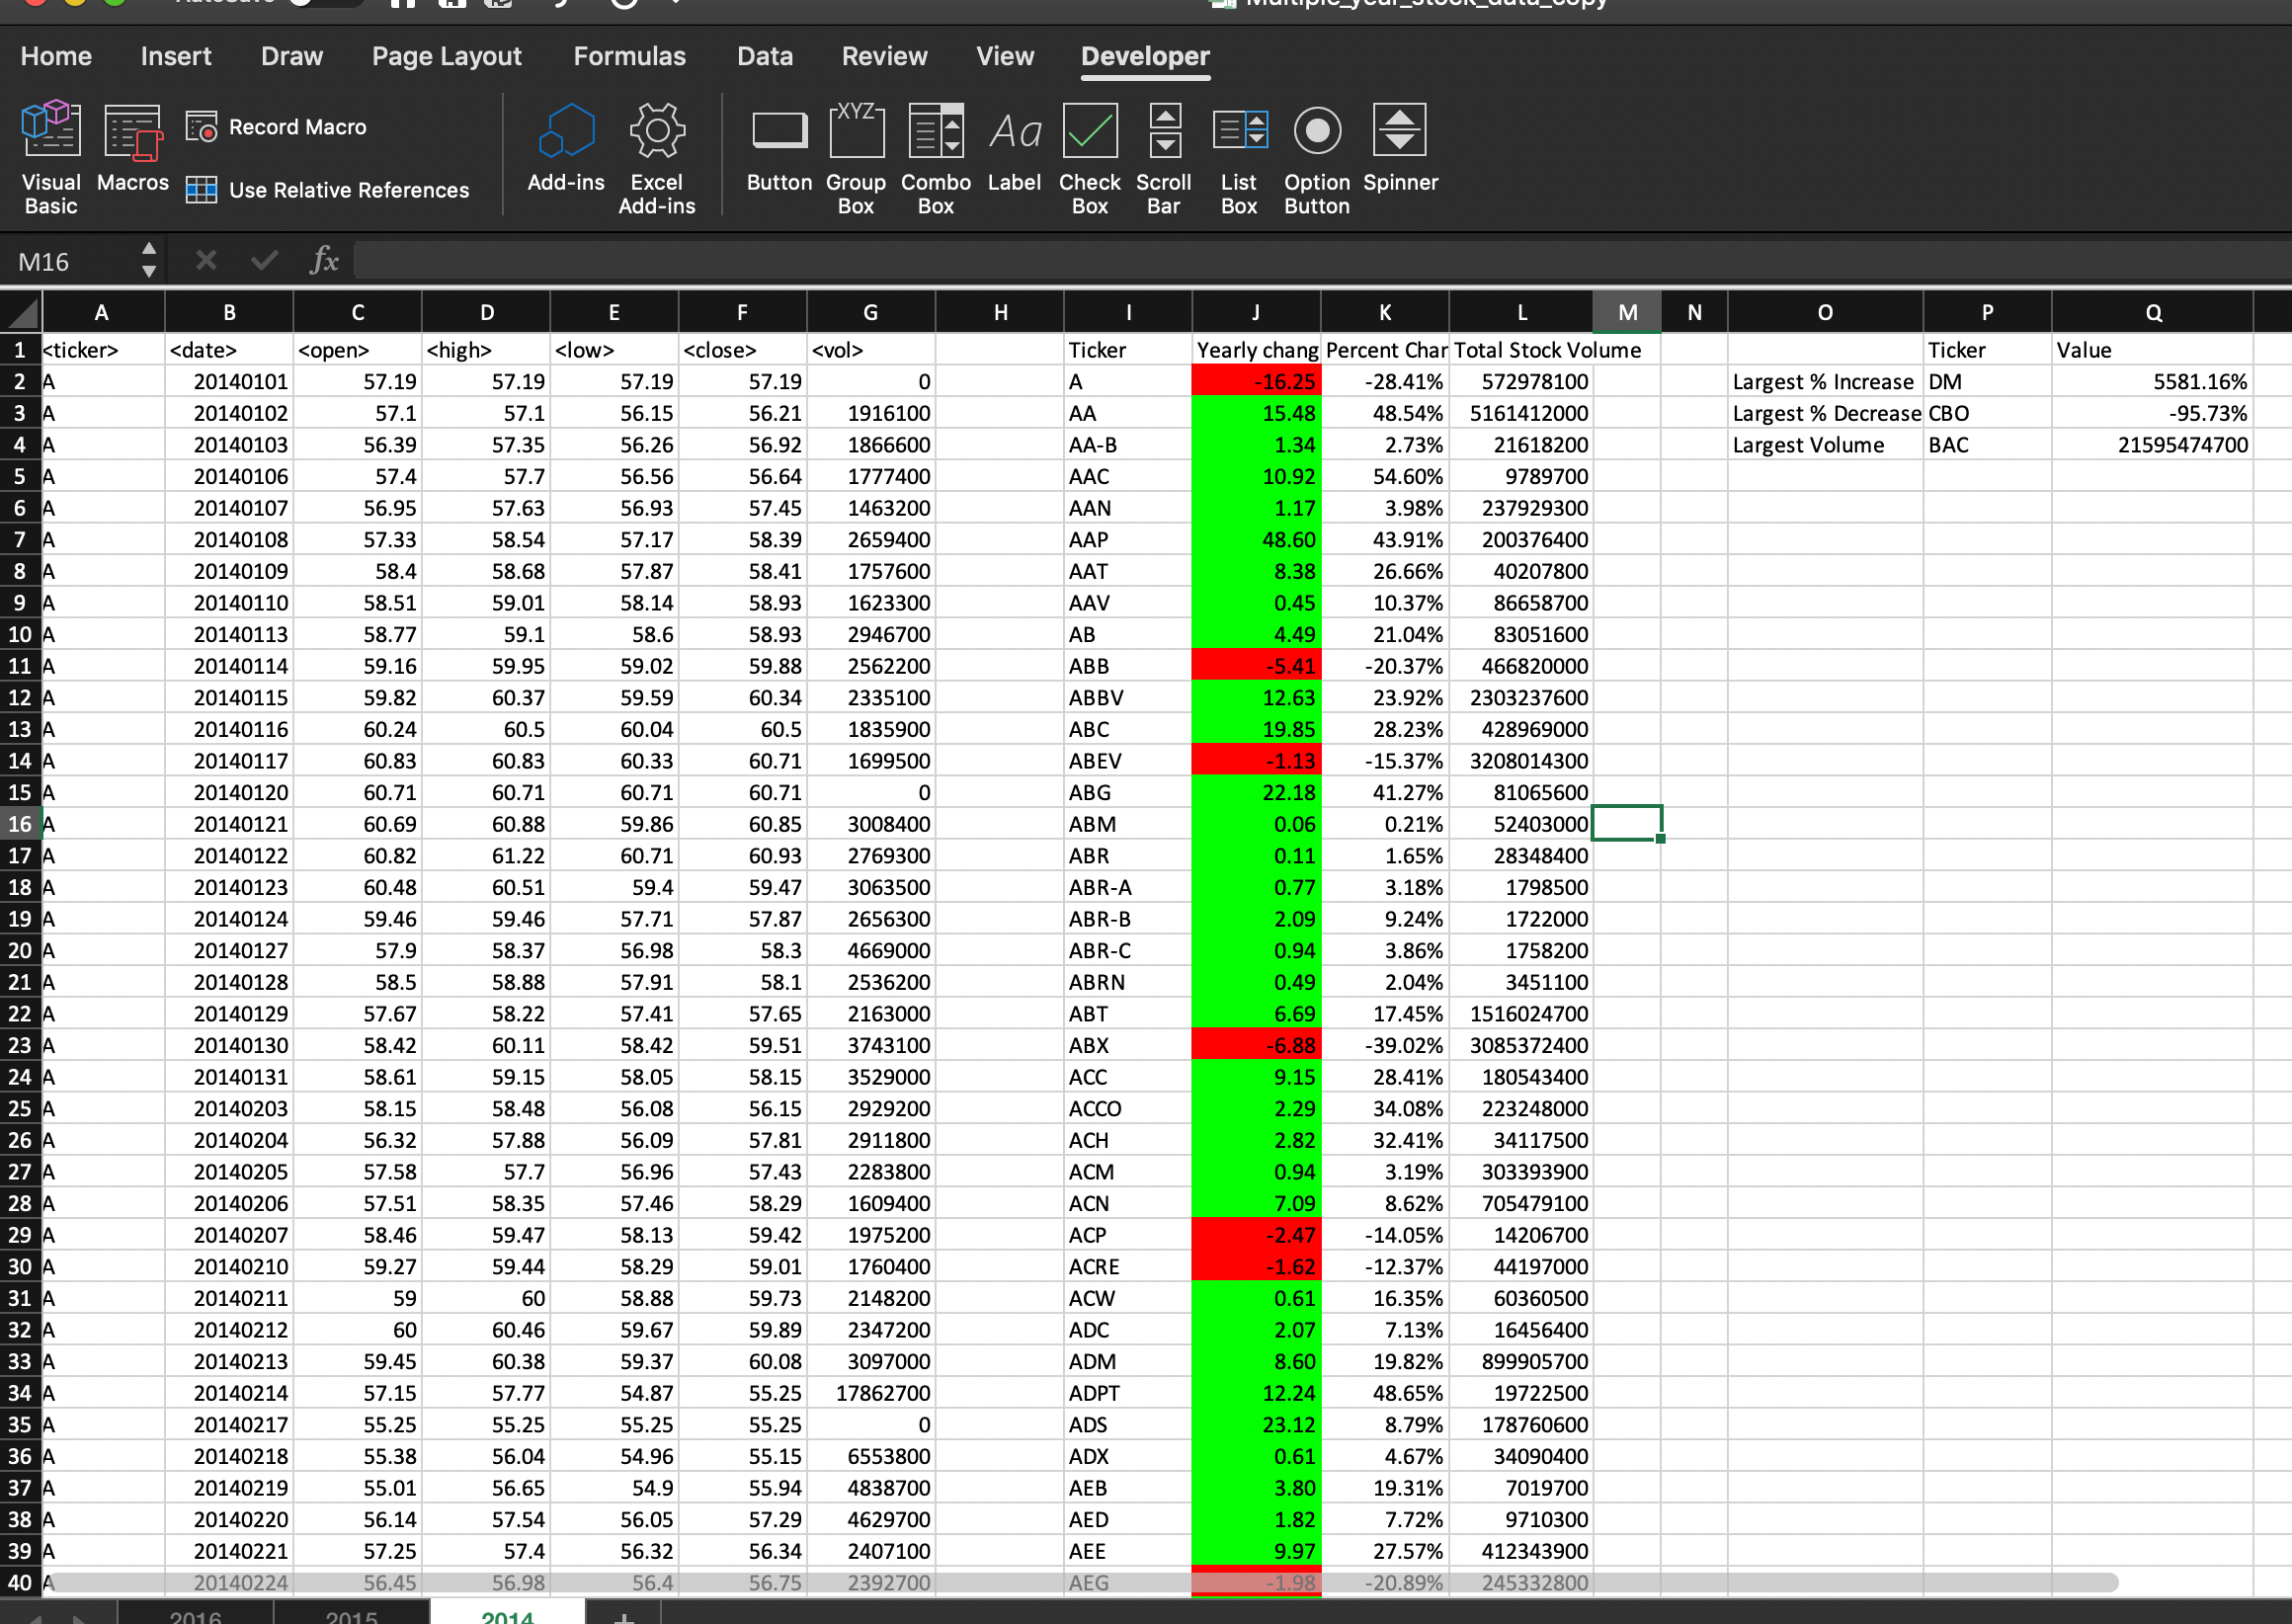 AutoSave Multiple_year_stock_data_copy
Home Insert Draw Page Layout Formulas Data Review View Developer
Visual Basic Macros Record Macro Use Relative References Add-ins Excel Add-ins XYZ Aa Button Group Box Combo Box Label Check Box Scroll Bar List Box Option Button Spinner
M16 fx
A B C D E F G H I J K L M N O P Q
1 <ticker> <date> <open> <high> <low> <close> <vol> Ticker Yearly chang Percent Char Total Stock Volume Ticker Value
2 A 20140101 57.19 57.19 57.19 57.19 0 A -16.25 -28.41% 572978100 Largest % Increase DM 5581.16%
3 A 20140102 57.1 57.1 56.15 56.21 1916100 AA 15.48 48.54% 5161412000 Largest % Decrease CBO -95.73%
4 A 20140103 56.39 57.35 56.26 56.92 1866600 AA-B 1.34 2.73% 21618200 Largest Volume BAC 21595474700
5 A 20140106 57.4 57.7 56.56 56.64 1777400 AAC 10.92 54.60% 9789700
6 A 20140107 56.95 57.63 56.93 57.45 1463200 AAN 1.17 3.98% 237929300
7 A 20140108 57.33 58.54 57.17 58.39 2659400 AAP 48.60 43.91% 200376400
8 A 20140109 58.4 58.68 57.87 58.41 1757600 AAT 8.38 26.66% 40207800
9 A 20140110 58.51 59.01 58.14 58.93 1623300 AAV 0.45 10.37% 86658700
10 A 20140113 58.77 59.1 58.6 58.93 2946700 AB 4.49 21.04% 83051600
11 A 20140114 59.16 59.95 59.02 59.88 2562200 ABB -5.41 -20.37% 466820000
12 A 20140115 59.82 60.37 59.59 60.34 2335100 ABBV 12.63 23.92% 2303237600
13 A 20140116 60.24 60.5 60.04 60.5 1835900 ABC 19.85 28.23% 428969000
14 A 20140117 60.83 60.83 60.33 60.71 1699500 ABEV -1.13 -15.37% 3208014300
15 A 20140120 60.71 60.71 60.71 60.71 0 ABG 22.18 41.27% 81065600
16 A 20140121 60.69 60.88 59.86 60.85 3008400 ABM 0.06 0.21% 52403000
17 A 20140122 60.82 61.22 60.71 60.93 2769300 ABR 0.11 1.65% 28348400
18 A 20140123 60.48 60.51 59.4 59.47 3063500 ABR-A 0.77 3.18% 1798500
19 A 20140124 59.46 59.46 57.71 57.87 2656300 ABR-B 2.09 9.24% 1722000
20 A 20140127 57.9 58.37 56.98 58.3 4669000 ABR-C 0.94 3.86% 1758200
21 A 20140128 58.5 58.88 57.91 58.1 2536200 ABRN 0.49 2.04% 3451100
22 A 20140129 57.67 58.22 57.41 57.65 2163000 ABT 6.69 17.45% 1516024700
23 A 20140130 58.42 60.11 58.42 59.51 3743100 ABX -6.88 -39.02% 3085372400
24 A 20140131 58.61 59.15 58.05 58.15 3529000 ACC 9.15 28.41% 180543400
25 A 20140203 58.15 58.48 56.08 56.15 2929200 ACCO 2.29 34.08% 223248000
26 A 20140204 56.32 57.88 56.09 57.81 2911800 ACH 2.82 32.41% 34117500
27 A 20140205 57.58 57.7 56.96 57.43 2283800 ACM 0.94 3.19% 303393900
28 A 20140206 57.51 58.35 57.46 58.29 1609400 ACN 7.09 8.62% 705479100
29 A 20140207 58.46 59.47 58.13 59.42 1975200 ACP -2.47 -14.05% 14206700
30 A 20140210 59.27 59.44 58.29 59.01 1760400 ACRE -1.62 -12.37% 44197000
31 A 20140211 59 60 58.88 59.73 2148200 ACW 0.61 16.35% 60360500
32 A 20140212 60 60.46 59.67 59.89 2347200 ADC 2.07 7.13% 16456400
33 A 20140213 59.45 60.38 59.37 60.08 3097000 ADM 8.60 19.82% 899905700
34 A 20140214 57.15 57.77 54.87 55.25 17862700 ADPT 12.24 48.65% 19722500
35 A 20140217 55.25 55.25 55.25 55.25 0 ADS 23.12 8.79% 178760600
36 A 20140218 55.38 56.04 54.96 55.15 6553800 ADX 0.61 4.67% 34090400
37 A 20140219 55.01 56.65 54.9 55.94 4838700 AEB 3.80 19.31% 7019700
38 A 20140220 56.14 57.54 56.05 57.29 4629700 AED 1.82 7.72% 9710300
39 A 20140221 57.25 57.4 56.32 56.34 2407100 AEE 9.97 27.57% 412343900
40 A 20140224 56.45 56.98 56.4 56.75 2392700 AEG -1.98 -20.89% 245332800
2016 2015 2014 +